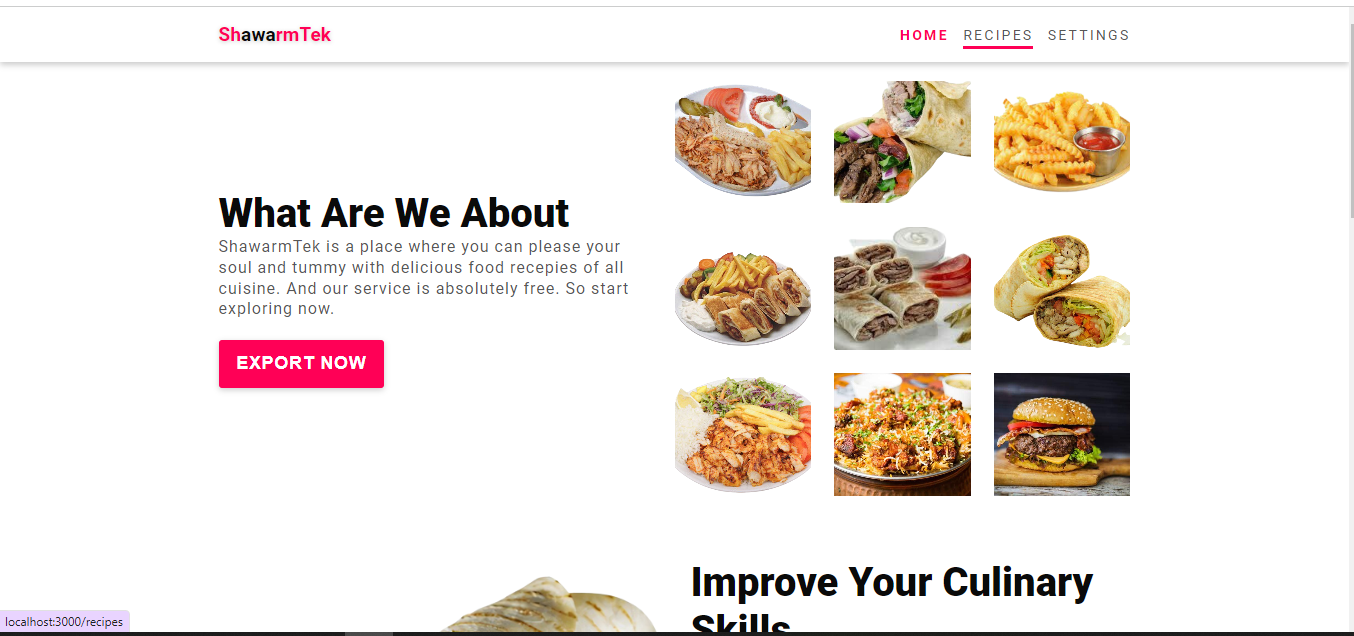 ShawarmTek
HOME RECIPES SETTINGS
What Are We About
ShawarmTek is a place where you can please your
soul and tummy with delicious food recepies of all
cuisine. And our service is absolutely free. So start
exploring now.
EXPORT NOW
Improve Your Culinary
Skills
localhost:3000/recipes